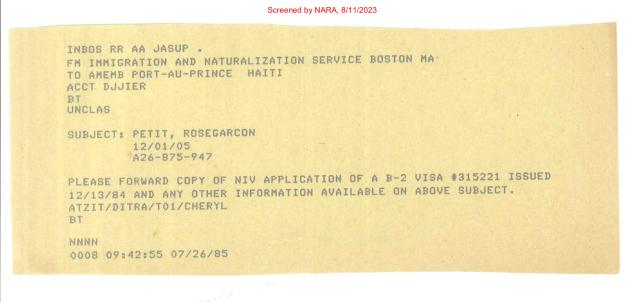 Screened by NARA, 8/11/2023
INBOS RR AA JASUP .
FM IMMIGRATION AND NATURALIZATION SERVICE BOSTON MA
TO AMEMB PORT-AU-PRINCE HAITI
ACCT DJJIER
BT
UNCLAS
SUBJECT: PETIT, ROSEGARCON
12/01/05
A26-875-947
PLEASE FORWARD COPY OF NIV APPLICATION OF A B-2 VISA #315221 ISSUED
12/13/84 AND ANY OTHER INFORMATION AVAILABLE ON ABOVE SUBJECT.
ATZIT/DITRA/T01/CHERYL
BT
NNNN
0008 09:42:55 07/26/85